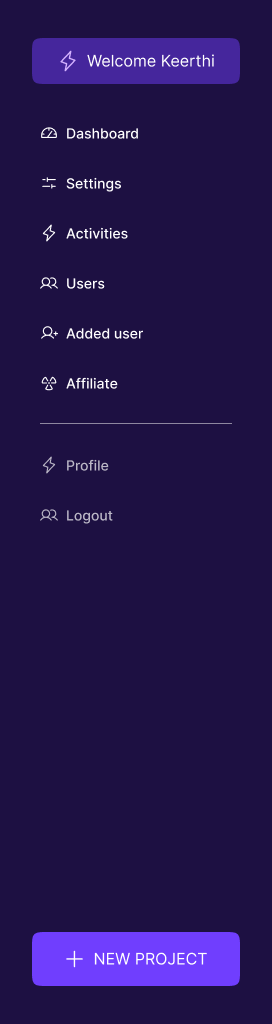 Welcome Keerthi
Dashboard
Settings
Activities
Users
Added user
Affiliate
Profile
Logout
NEW PROJECT